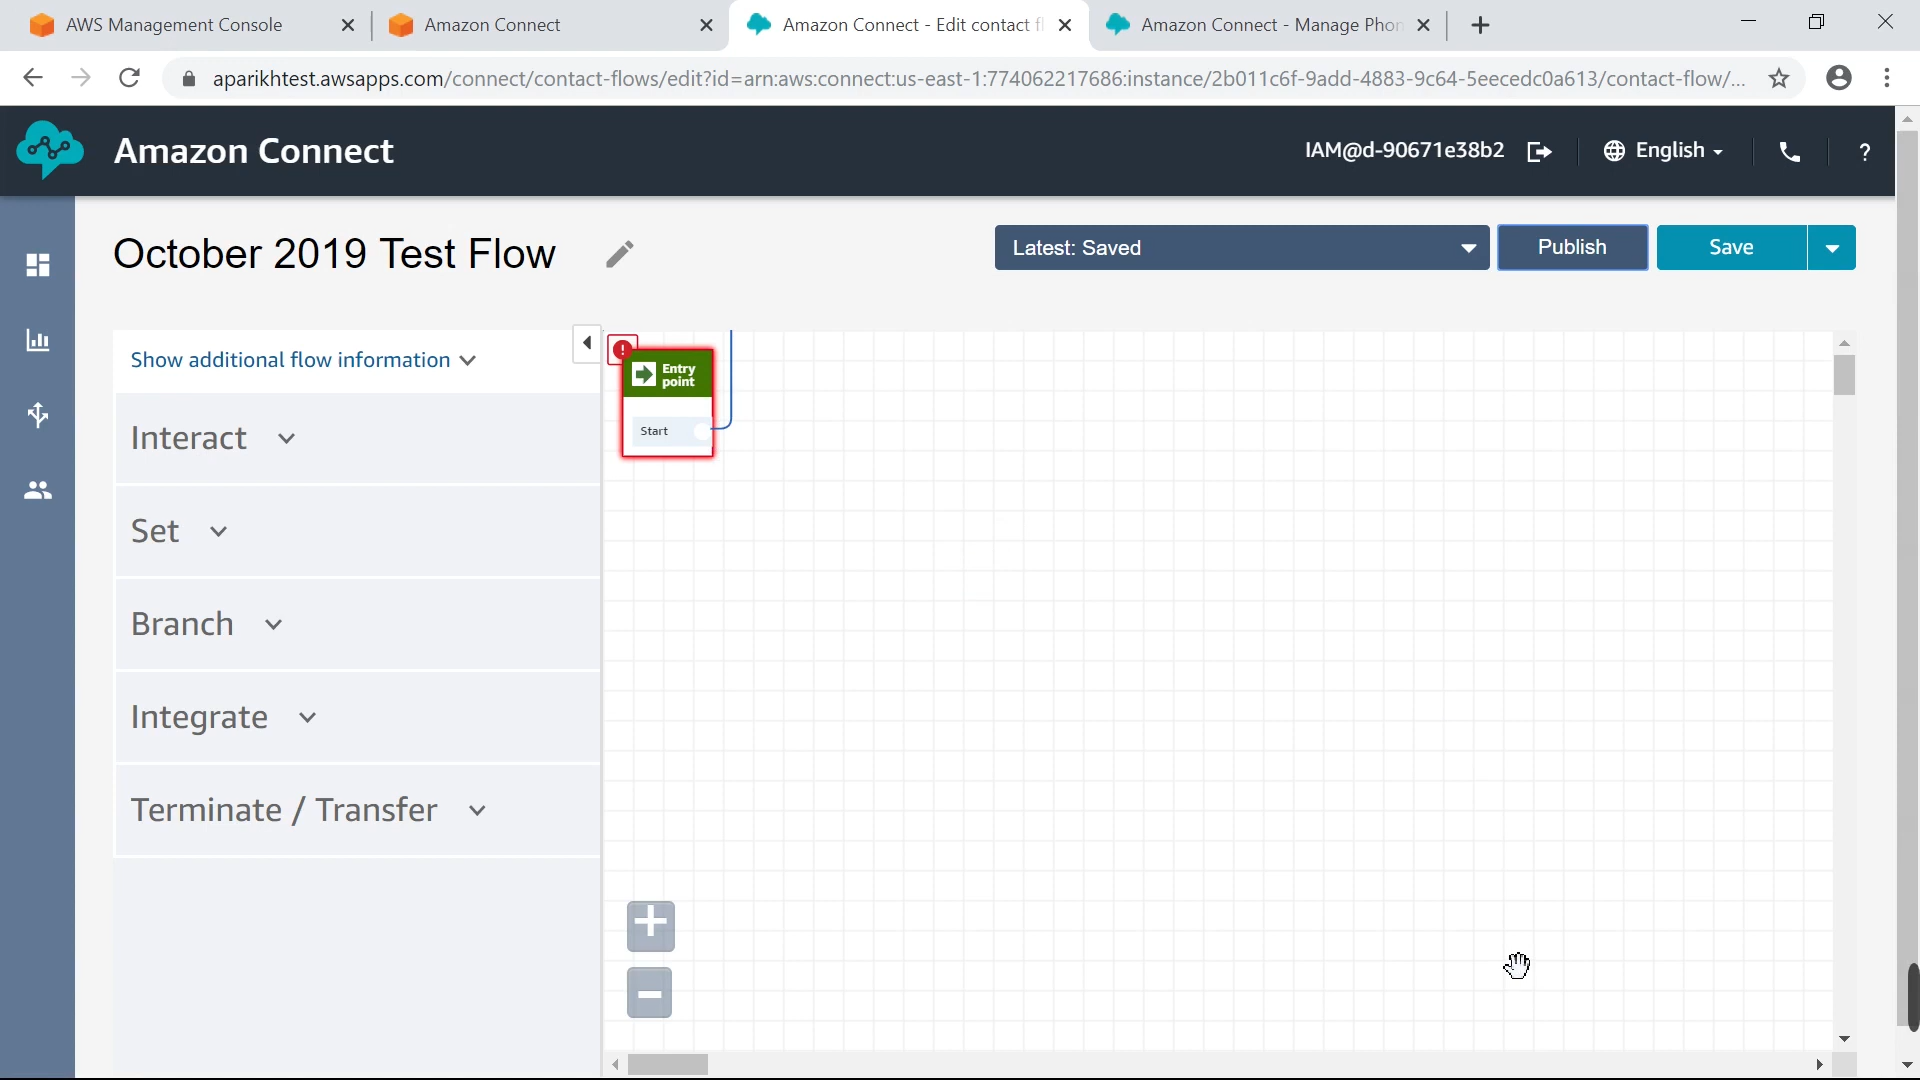 AWS Management Console
Amazon Connect
Amazon Connect - Edit contact fl
Amazon Connect - Manage Phon
aparikhtest.awsapps.com/connect/contact-flows/edit?id=arn:aws:connect:us-east-1:774062217686:instance/2b011c6f-9add-4883-9c64-5eecedc0a613/contact-flow/...
Amazon Connect
IAM@d-90671e38b2
English
?
October 2019 Test Flow
Latest: Saved
Publish
Save
Show additional flow information
Interact
Set
Branch
Integrate
Terminate / Transfer
!
Entry
point
Start